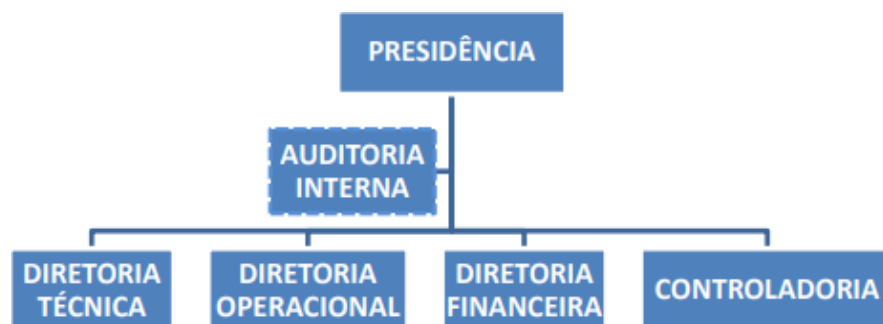 PRESIDÊNCIA
AUDITORIA
INTERNA
DIRETORIA
TÉCNICA
DIRETORIA
OPERACIONAL
DIRETORIA
FINANCEIRA
CONTROLADORIA